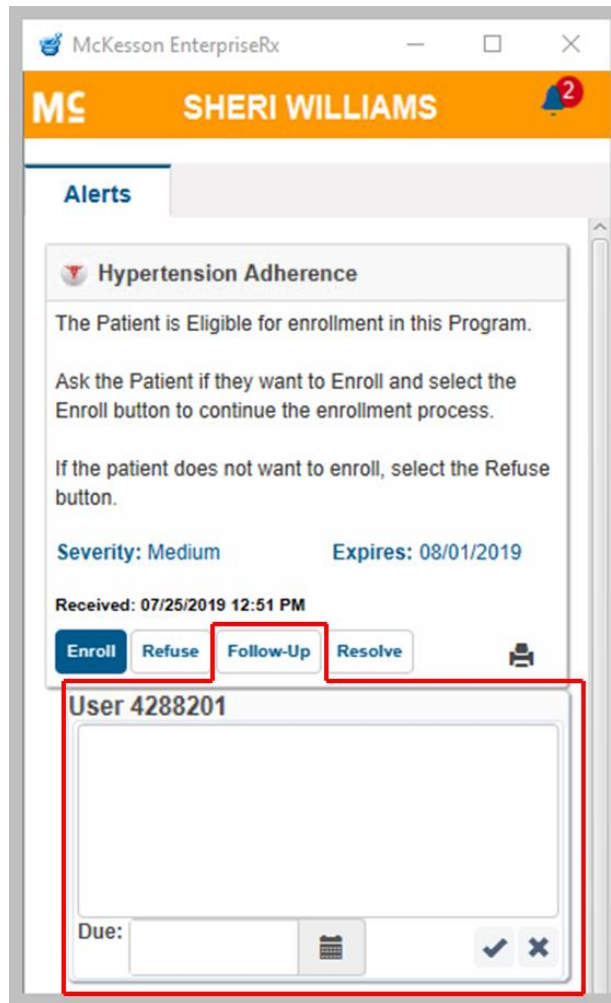 McKesson EnterpriseRx
MC SHERI WILLIAMS 2
Alerts
Hypertension Adherence
The Patient is Eligible for enrollment in this Program.
Ask the Patient if they want to Enroll and select the
Enroll button to continue the enrollment process.
If the patient does not want to enroll, select the Refuse
button.
Severity: Medium Expires: 08/01/2019
Received: 07/25/2019 12:51 PM
Enroll Refuse Follow-Up Resolve
User 4288201
Due: